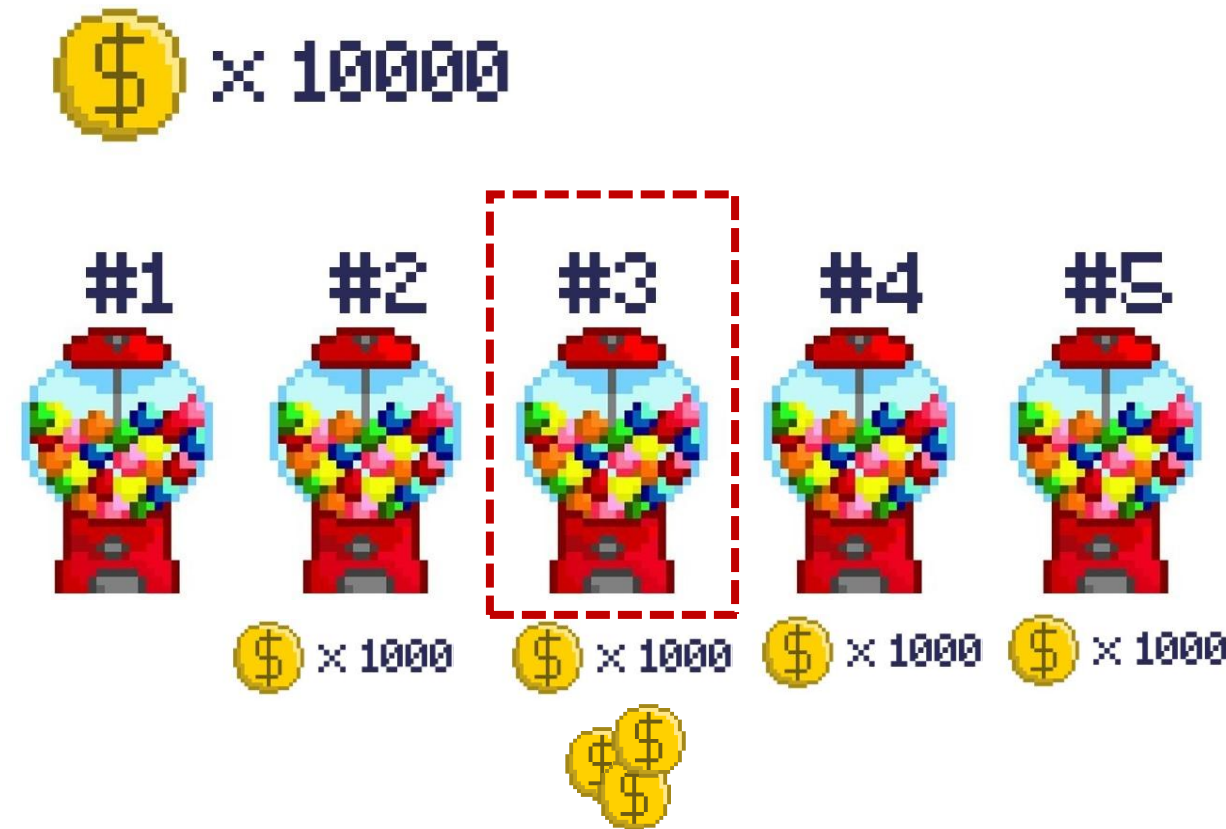 $ × 10000
#1 #2 #3 #4 #5
$ × 1000 $ × 1000 $ × 1000 $ × 1000
$ $ $